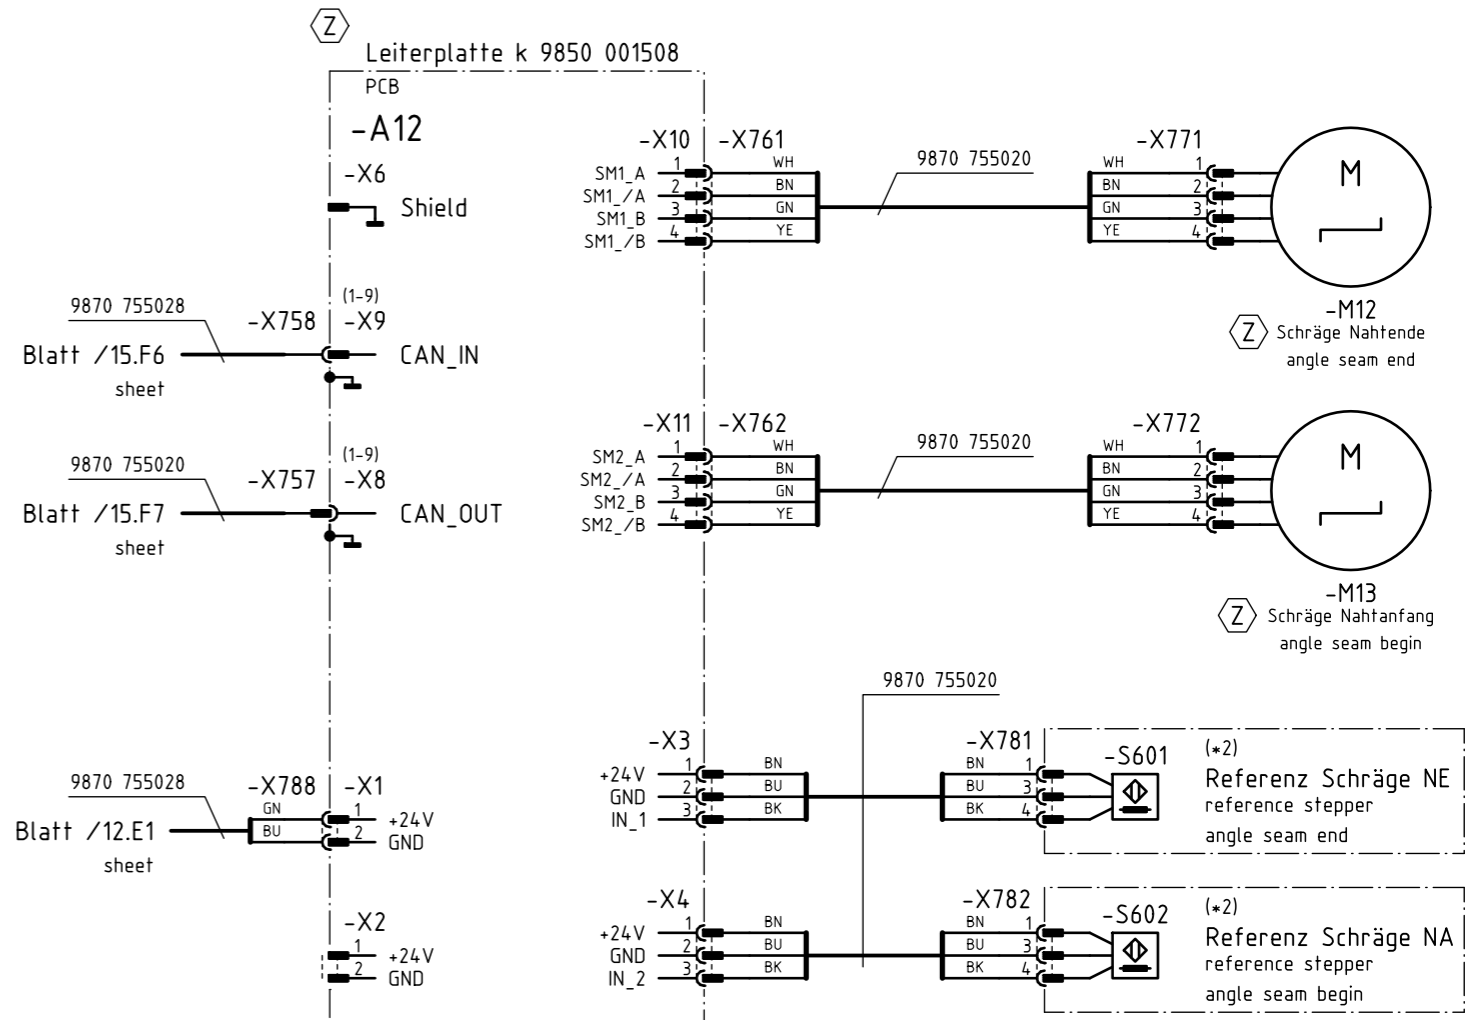 Z
Leiterplatte k 9850 001508
PCB
-A12
-X6
Shield
9870 755028
-X758
(1-9)
-X9
Blatt /15.F6
CAN_IN
sheet
9870 755020
-X757
(1-9)
-X8
Blatt /15.F7
CAN_OUT
sheet
9870 755028
-X788
-X1
GN
1
+24V
Blatt /12.E1
BU
2
GND
sheet
-X2
1
+24V
2
GND
-X10
-X761
9870 755020
-X771
SM1_A 1 WH WH 1
SM1_/A 2 BN BN 2
SM1_B 3 GN GN 3
SM1_/B 4 YE YE 4
M
-M12
Z Schräge Nahtende
angle seam end
-X11
-X762
9870 755020
-X772
SM2_A 1 WH WH 1
SM2_/A 2 BN BN 2
SM2_B 3 GN GN 3
SM2_/B 4 YE YE 4
M
-M13
Z Schräge Nahtanfang
angle seam begin
9870 755020
-X3
-X781
+24V 1 BN BN 1
GND 2 BU BU 3
IN_1 3 BK BK 4
-S601
(*2)
Referenz Schräge NE
reference stepper
angle seam end
-X4
-X782
+24V 1 BN BN 1
GND 2 BU BU 3
IN_2 3 BK BK 4
-S602
(*2)
Referenz Schräge NA
reference stepper
angle seam begin